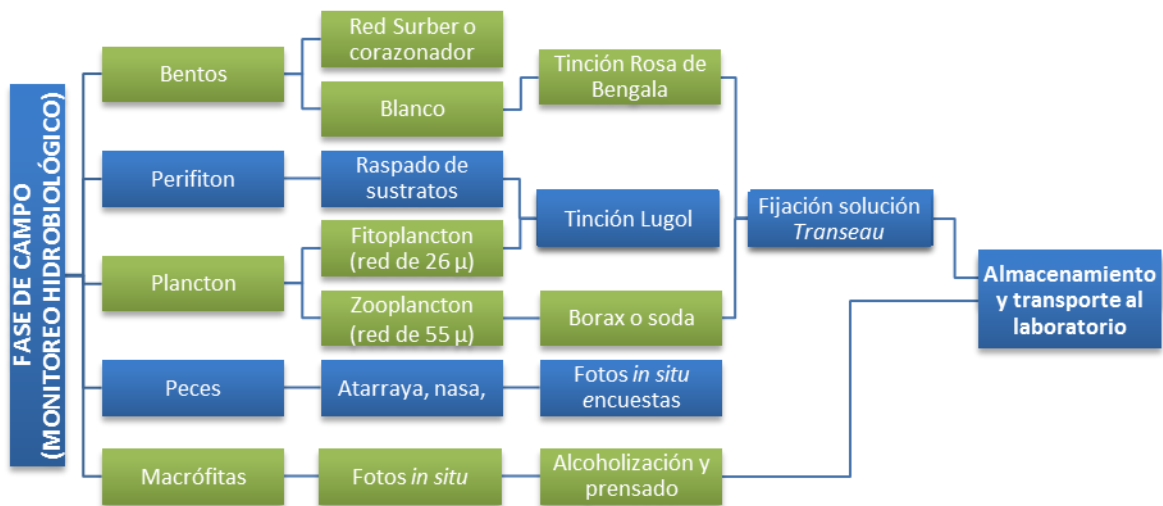 FASE DE CAMPO
(MONITOREO HIDROBIOLÓGICO)
Bentos
Red Surber o
corazonador
Blanco
Tinción Rosa de
Bengala
Perifiton
Raspado de
sustratos
Tinción Lugol
Plancton
Fitoplancton
(red de 26 µ)
Zooplancton
(red de 55 µ)
Borax o soda
Fijación solución
Transeau
Peces
Atarraya, nasa,
Fotos in situ
encuestas
Macrófitas
Fotos in situ
Alcoholización y
prensado
Almacenamiento
y transporte al
laboratorio